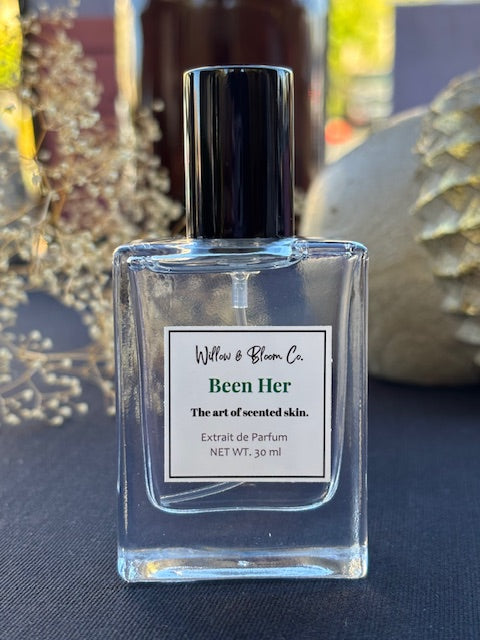 Willow & Bloom Co.
Been Her
The art of scented skin.
Extrait de Parfum
NET WT. 30 ml